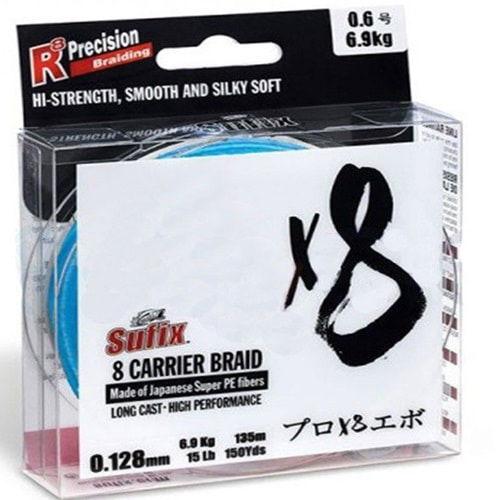 R8 Precision
Braiding
0.6号
6.9kg
HI-STRENGTH, SMOOTH AND SILKY SOFT
x8
Sufix
8 CARRIER BRAID
Made of Japanese Super PE fibers
LONG CAST - HIGH PERFORMANCE
6.9 Kg 135m
0.128mm 15 Lb 150Yds
プロX8エボ